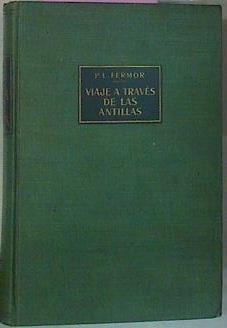 P. L. FERMOR
VIAJE A TRAVÉS
DE LAS
ANTILLAS